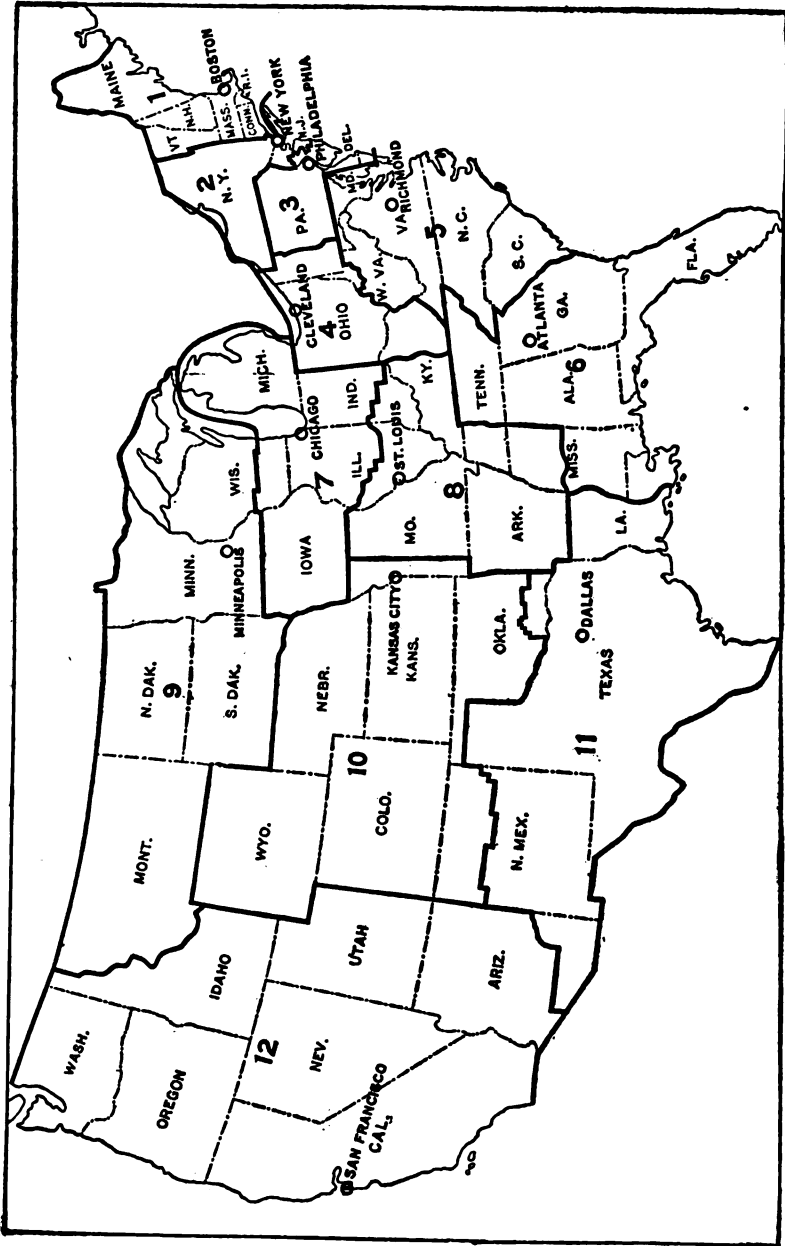 MAINE
1
VT.
N.H.
BOSTON
MASS.
CONN.
R.I.
2
N.Y.
NEW YORK
N.J.
PHILADELPHIA
3
PA.
DEL.
MD.
CLEVELAND
4
OHIO
W. VA.
VA.
RICHMOND
5
N.C.
S.C.
MICH.
IND.
KY.
TENN.
ATLANTA
GA.
ALA.
6
FLA.
WIS.
CHICAGO
ILL.
7
ST. LOUIS
8
MISS.
MINN.
MINNEAPOLIS
IOWA
MO.
ARK.
LA.
N. DAK.
9
S. DAK.
NEBR.
KANSAS CITY
KANS.
OKLA.
DALLAS
TEXAS
11
MONT.
WYO.
10
COLO.
N. MEX.
IDAHO
UTAH
ARIZ.
WASH.
OREGON
12
NEV.
SAN FRANCISCO
CAL.